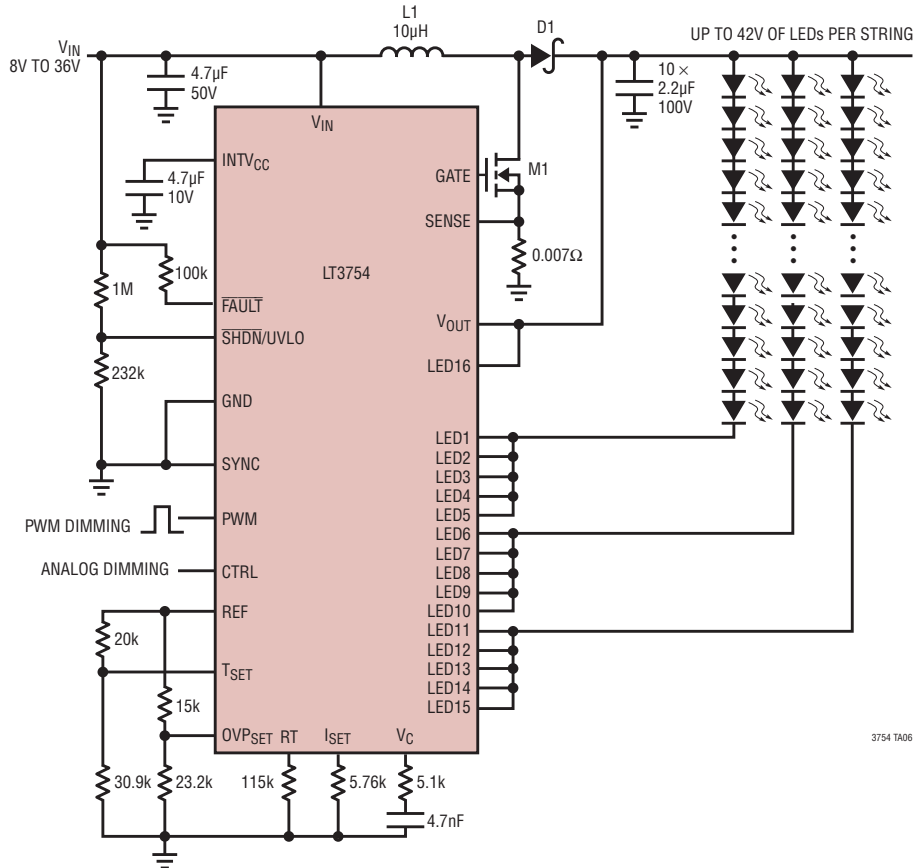 L1
10µH
D1
UP TO 42V OF LEDs PER STRING
VIN
8V TO 36V
4.7µF
50V
10 ×
2.2µF
100V
VIN
INTVCC
4.7µF
10V
GATE
M1
SENSE
0.007Ω
LT3754
1M
100k
FAULT
VOUT
SHDN/UVLO
LED16
232k
GND
LED1
LED2
SYNC
LED3
LED4
LED5
PWM DIMMING
PWM
LED6
LED7
ANALOG DIMMING
CTRL
LED8
LED9
LED10
REF
LED11
20k
LED12
TSET
LED13
LED14
15k
LED15
OVPSET
RT
ISET
VC
3754 TA06
30.9k
23.2k
115k
5.76k
5.1k
4.7nF